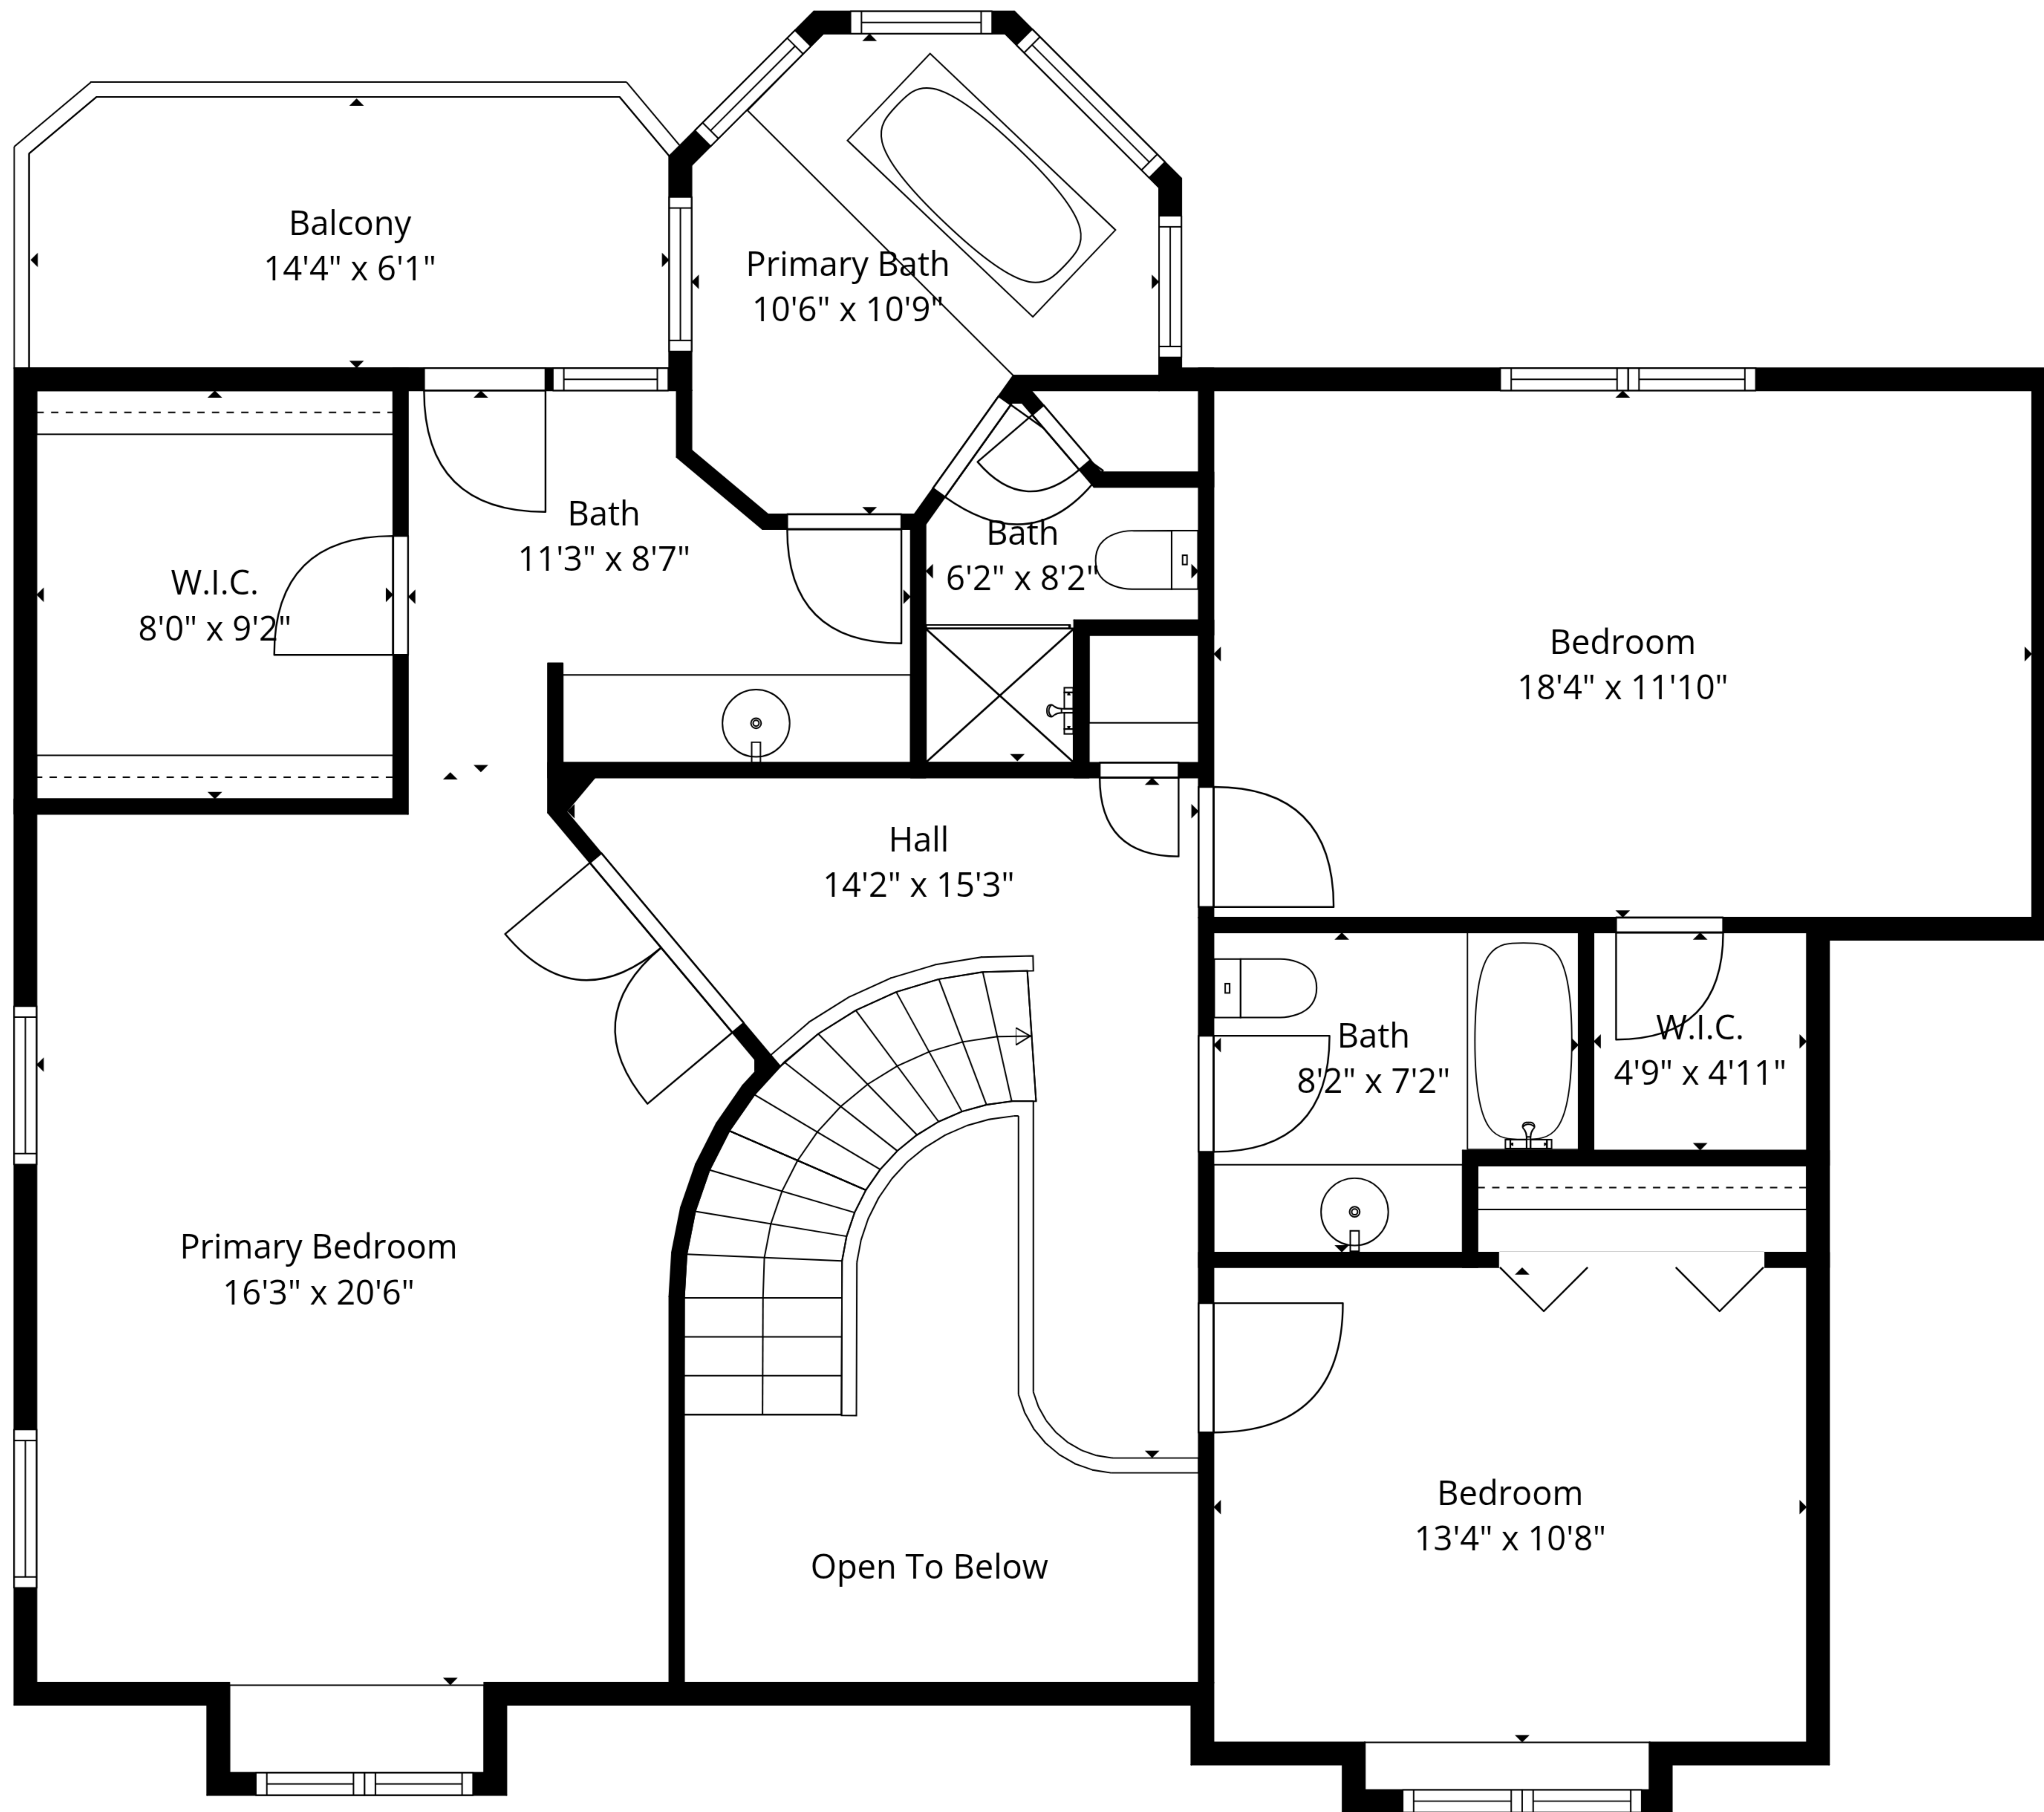 Balcony
14'4" x 6'1"
Primary Bath
10'6" x 10'9"
Bath
11'3" x 8'7"
Bath
6'2" x 8'2"
W.I.C.
8'0" x 9'2"
Bedroom
18'4" x 11'10"
Hall
14'2" x 15'3"
Bath
8'2" x 7'2"
W.I.C.
4'9" x 4'11"
Primary Bedroom
16'3" x 20'6"
Bedroom
13'4" x 10'8"
Open To Below